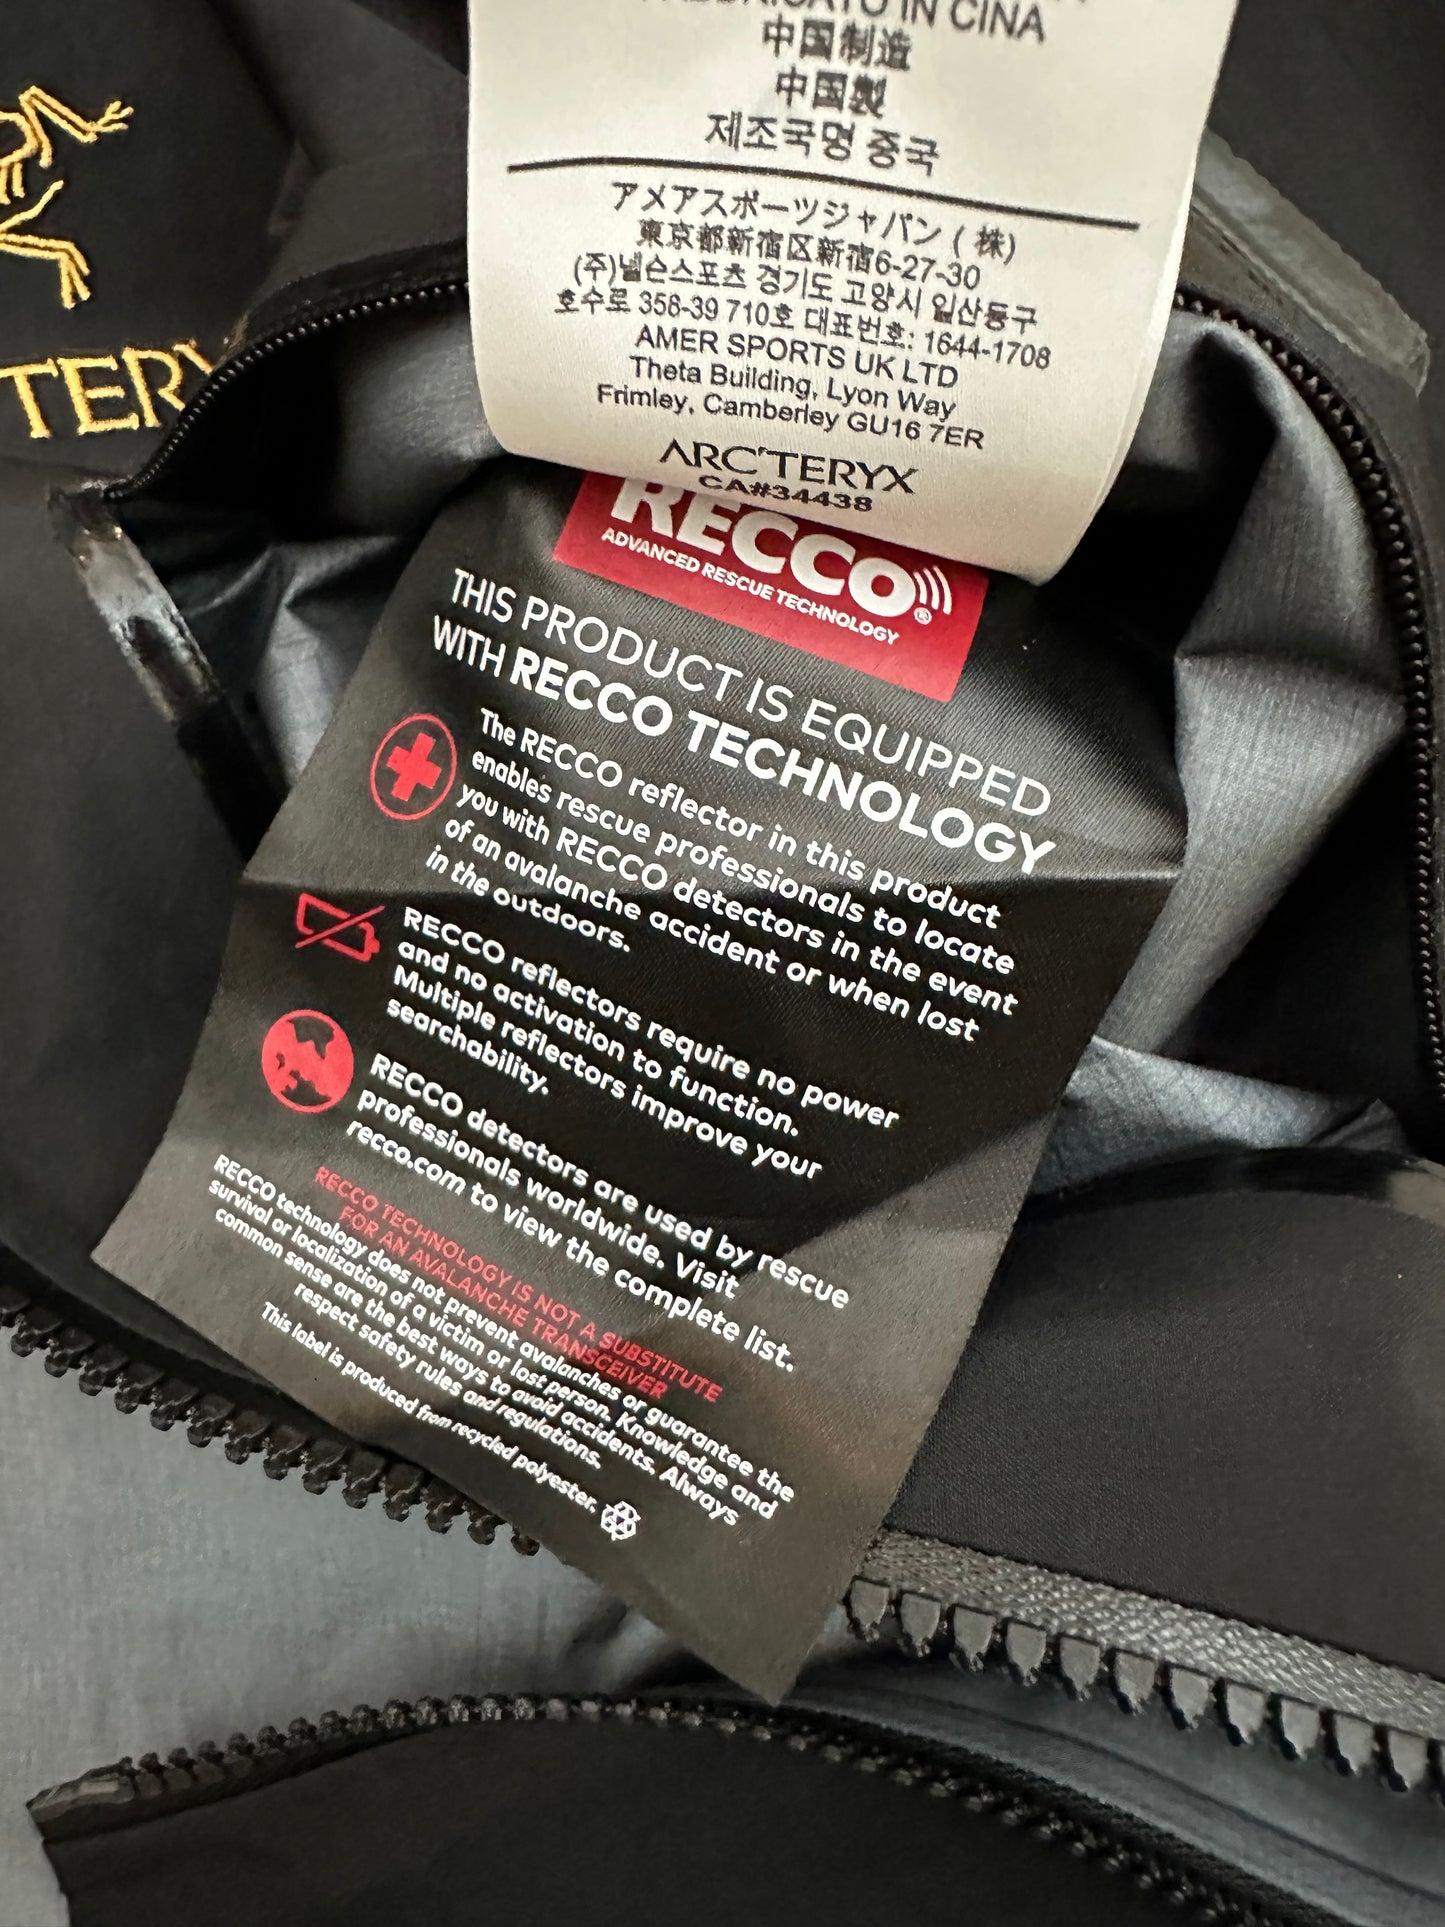 FABBRICATO IN CINA
中国制造
中国製
제조국명 중국
アメアスポーツジャパン (株)
東京都新宿区新宿6-27-30
(주)넬슨스포츠 경기도 고양시 일산동구
호수로 358-39 710호 대표번호: 1644-1708
AMER SPORTS UK LTD
Theta Building, Lyon Way
Frimley, Camberley GU16 7ER
ARC'TERYX
CA#34438
TERY
RECCO®
ADVANCED RESCUE TECHNOLOGY
THIS PRODUCT IS EQUIPPED
WITH RECCO TECHNOLOGY
The RECCO reflector in this product
enables rescue professionals to locate
you with RECCO detectors in the event
of an avalanche accident or when lost
in the outdoors.
RECCO reflectors require no power
and no activation to function.
Multiple reflectors improve your
searchability.
RECCO detectors are used by rescue
professionals worldwide. Visit
recco.com to view the complete list.
RECCO TECHNOLOGY IS NOT A SUBSTITUTE
FOR AN AVALANCHE TRANSCEIVER
RECCO technology does not prevent avalanches or guarantee the
survival or localization of a victim or lost person. Knowledge and
common sense are the best ways to avoid accidents. Always
respect safety rules and regulations.
This label is produced from recycled polyester.